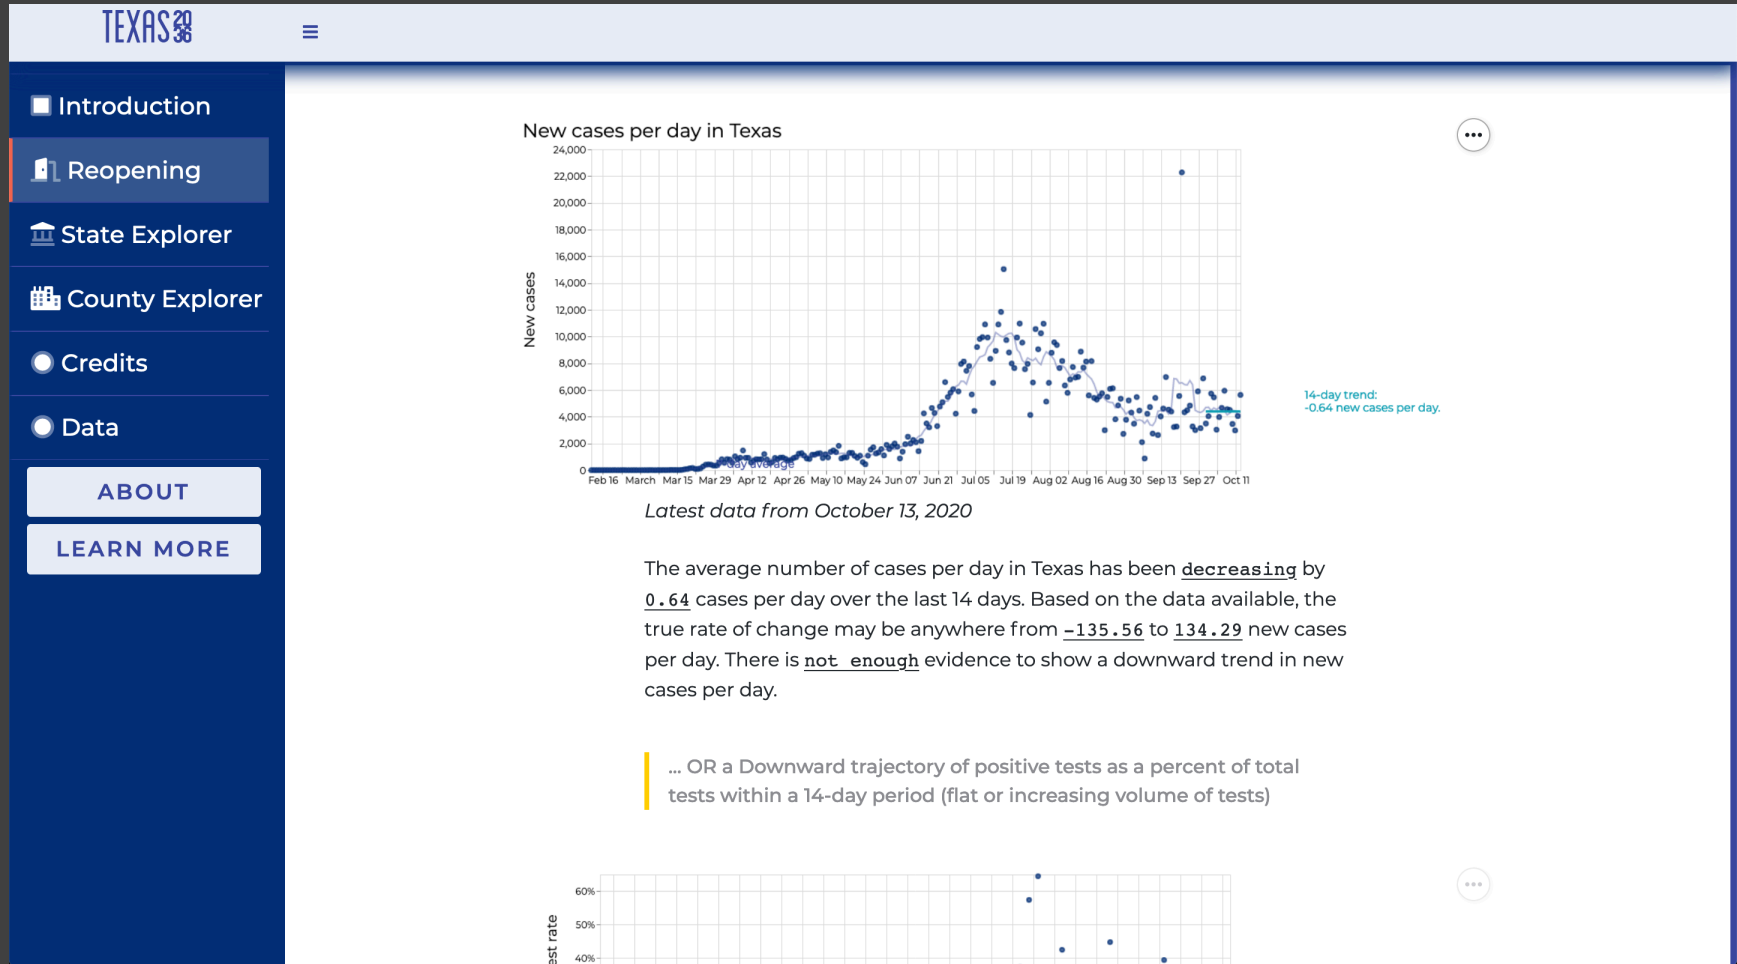 TEXAS 2036
Introduction
Reopening
State Explorer
County Explorer
Credits
Data
ABOUT
LEARN MORE
New cases per day in Texas
24,000
22,000
20,000
18,000
16,000
14,000
12,000
10,000
8,000
6,000
4,000
2,000
0
New cases
day average
Feb 16 March Mar 15 Mar 29 Apr 12 Apr 26 May 10 May 24 Jun 07 Jun 21 Jul 05 Jul 19 Aug 02 Aug 16 Aug 30 Sep 13 Sep 27 Oct 11
14-day trend:
-0.64 new cases per day.
Latest data from October 13, 2020
The average number of cases per day in Texas has been decreasing by
0.64 cases per day over the last 14 days. Based on the data available, the
true rate of change may be anywhere from -135.56 to 134.29 new cases
per day. There is not enough evidence to show a downward trend in new
cases per day.
... OR a Downward trajectory of positive tests as a percent of total
tests within a 14-day period (flat or increasing volume of tests)
60%
50%
40%
est rate